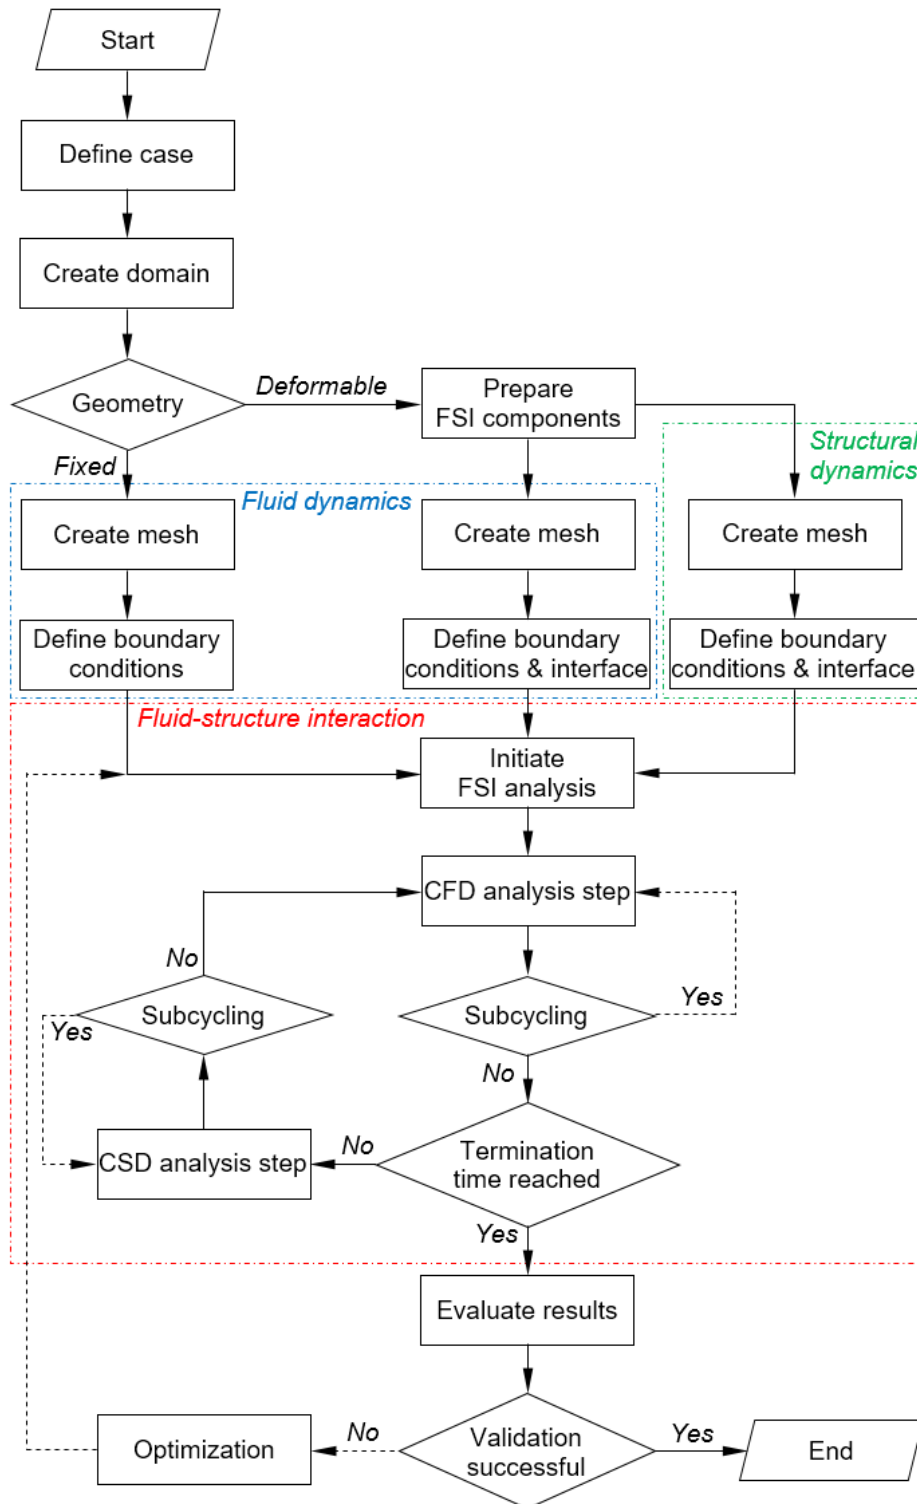 Start
Define case
Create domain
Geometry
Deformable
Prepare
FSI components
Fixed
Structural
dynamics
Fluid dynamics
Create mesh
Create mesh
Create mesh
Define boundary
conditions
Define boundary
conditions & interface
Define boundary
conditions & interface
Fluid-structure interaction
Initiate
FSI analysis
CFD analysis step
No
Subcycling
Yes
Subcycling
Yes
No
CSD analysis step
No
Termination
time reached
Yes
Evaluate results
Optimization
No
Validation
successful
Yes
End